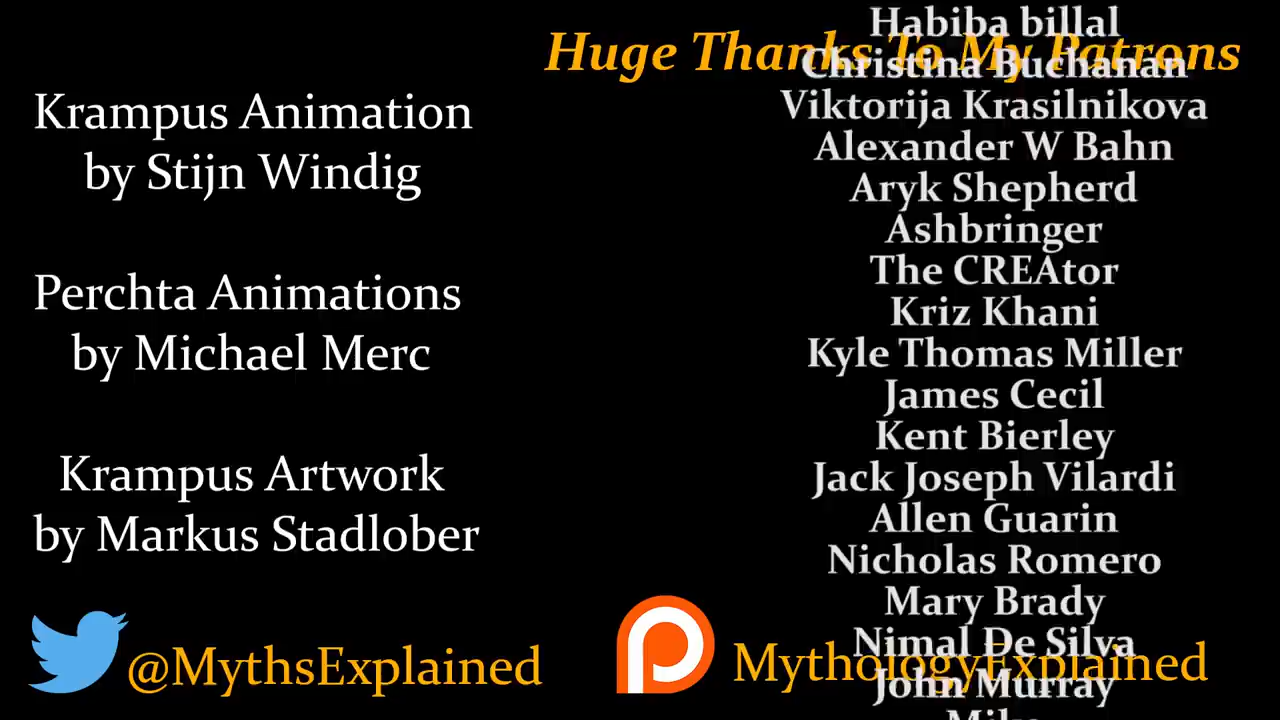 Krampus Animation
by Stijn Windig
Perchta Animations
by Michael Merc
Krampus Artwork
by Markus Stadlober
@MythsExplained
Huge Thanks To My Patrons
Habiba billal
Christina Buchanan
Viktorija Krasilnikova
Alexander W Bahn
Aryk Shepherd
Ashbringer
The CREAtor
Kriz Khani
Kyle Thomas Miller
James Cecil
Kent Bierley
Jack Joseph Vilardi
Allen Guarin
Nicholas Romero
Mary Brady
Nimal De Silva
John Murray
MythologyExplained